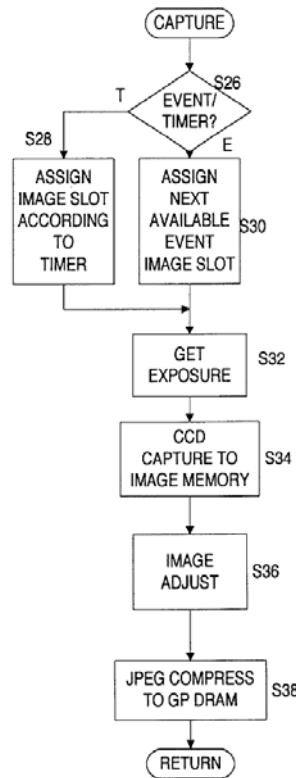 CAPTURE
S26
EVENT/
TIMER?
T
E
S28
ASSIGN
IMAGE SLOT
ACCORDING
TO
TIMER
ASSIGN
NEXT
AVAILABLE
EVENT
IMAGE SLOT
S30
GET
EXPOSURE
S32
CCD
CAPTURE TO
IMAGE MEMORY
S34
IMAGE
ADJUST
S36
JPEG COMPRESS
TO GP DRAM
S38
RETURN